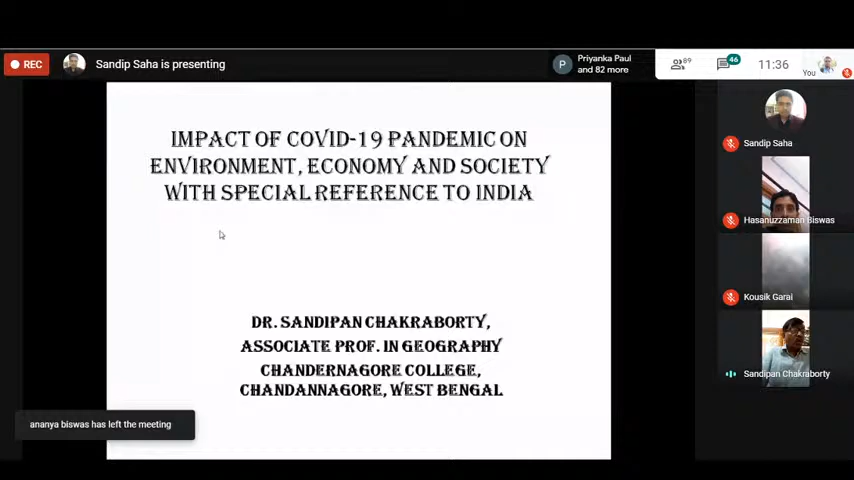 REC
Sandip Saha is presenting
P
Priyanka Paul
and 82 more
89
46
11:36
You
IMPACT OF COVID-19 PANDEMIC ON
ENVIRONMENT, ECONOMY AND SOCIETY
WITH SPECIAL REFERENCE TO INDIA
DR. SANDIPAN CHAKRABORTY,
ASSOCIATE PROF. IN GEOGRAPHY
CHANDERNAGORE COLLEGE,
CHANDANNAGORE, WEST BENGAL
Sandip Saha
Hasanuzzaman Biswas
Kousik Garai
Sandipan Chakraborty
ananya biswas has left the meeting